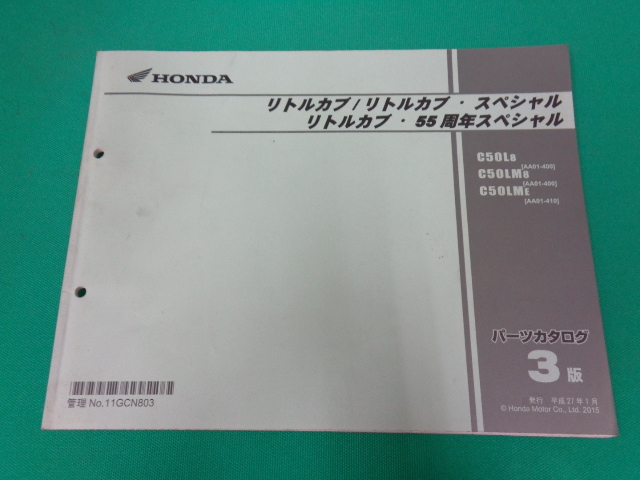 HONDA
リトルカブ/リトルカブ・スペシャル
リトルカブ・55周年スペシャル
C50L8
[AA01-400]
C50LM8
[AA01-400]
C50LME
[AA01-410]
パーツカタログ
3版
発行 平成27年1月
© Honda Motor Co., Ltd. 2015
管理 No.11GCN803